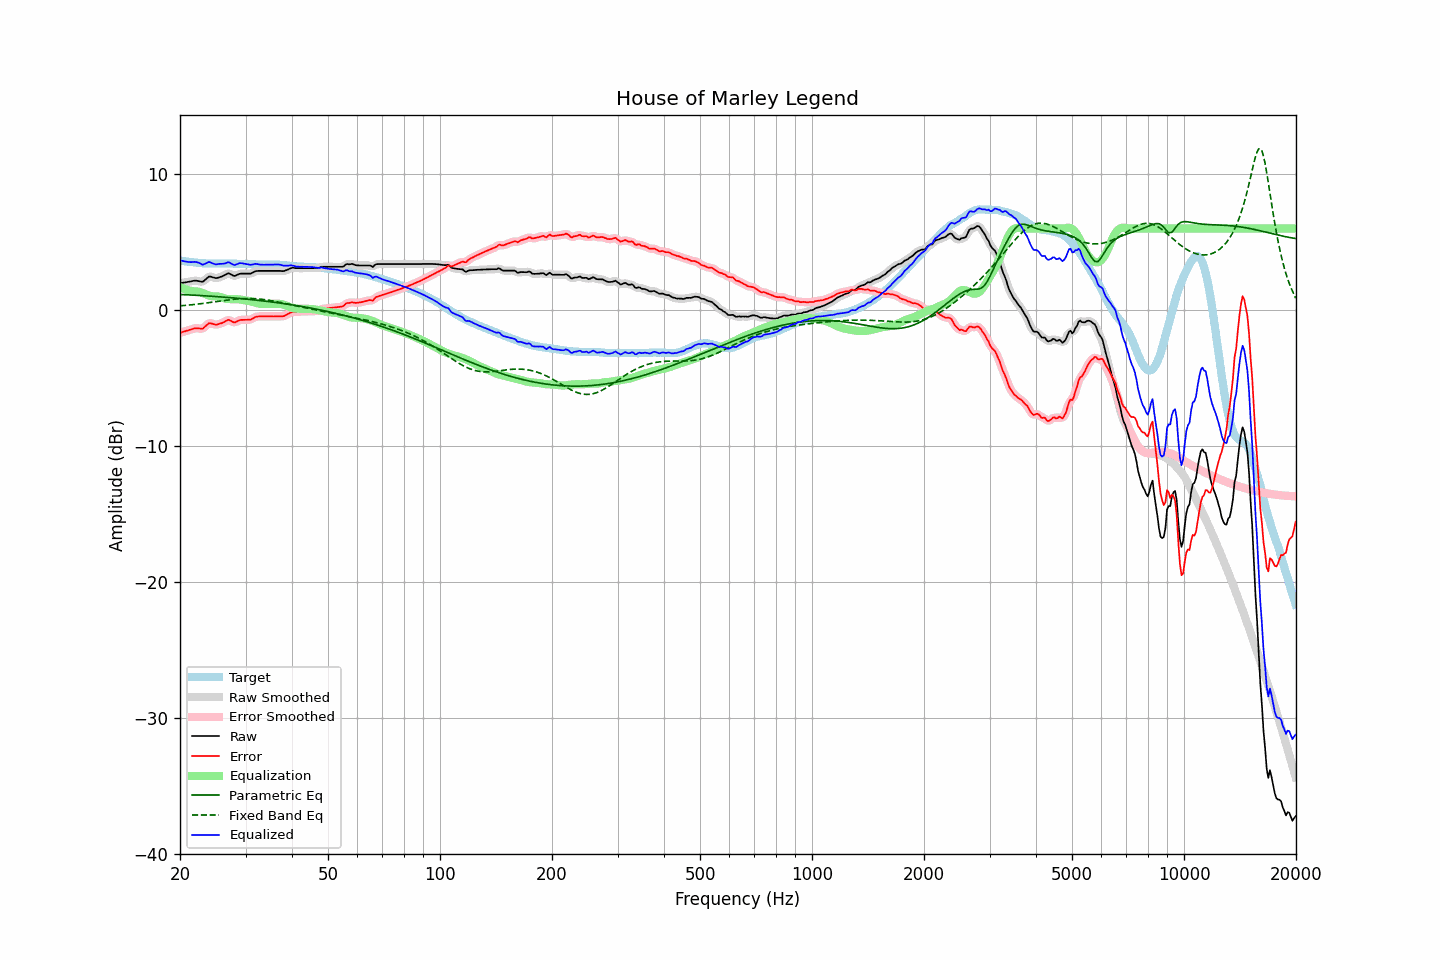 House of Marley Legend
Amplitude (dBr)
10
0
−10
−20
−30
−40
Target
Raw Smoothed
Error Smoothed
Raw
Error
Equalization
Parametric Eq
Fixed Band Eq
Equalized
20
50
100
200
500
1000
2000
5000
10000
20000
Frequency (Hz)